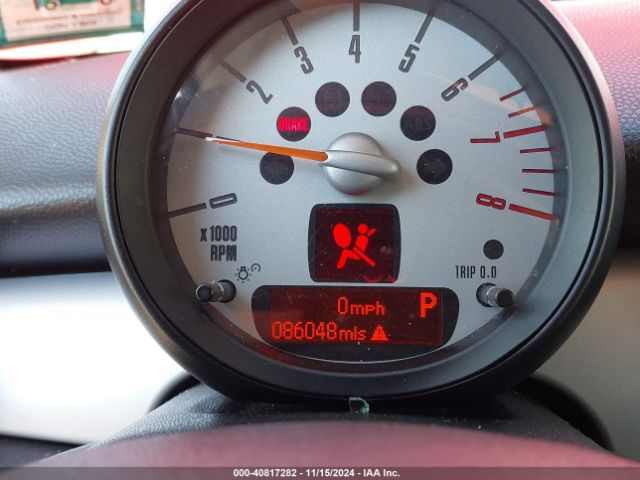 0
2
3
4
5
6
7
8
BRAKE
ABS
x1000
RPM
TRIP 0.0
0mph
P
086048mls
000-40817282 - 11/15/2024 - IAA Inc.